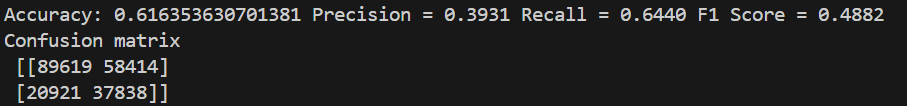 Accuracy: 0.616353630701381 Precision = 0.3931 Recall = 0.6440 F1 Score = 0.4882
Confusion matrix
[[89619 58414]
[20921 37838]]